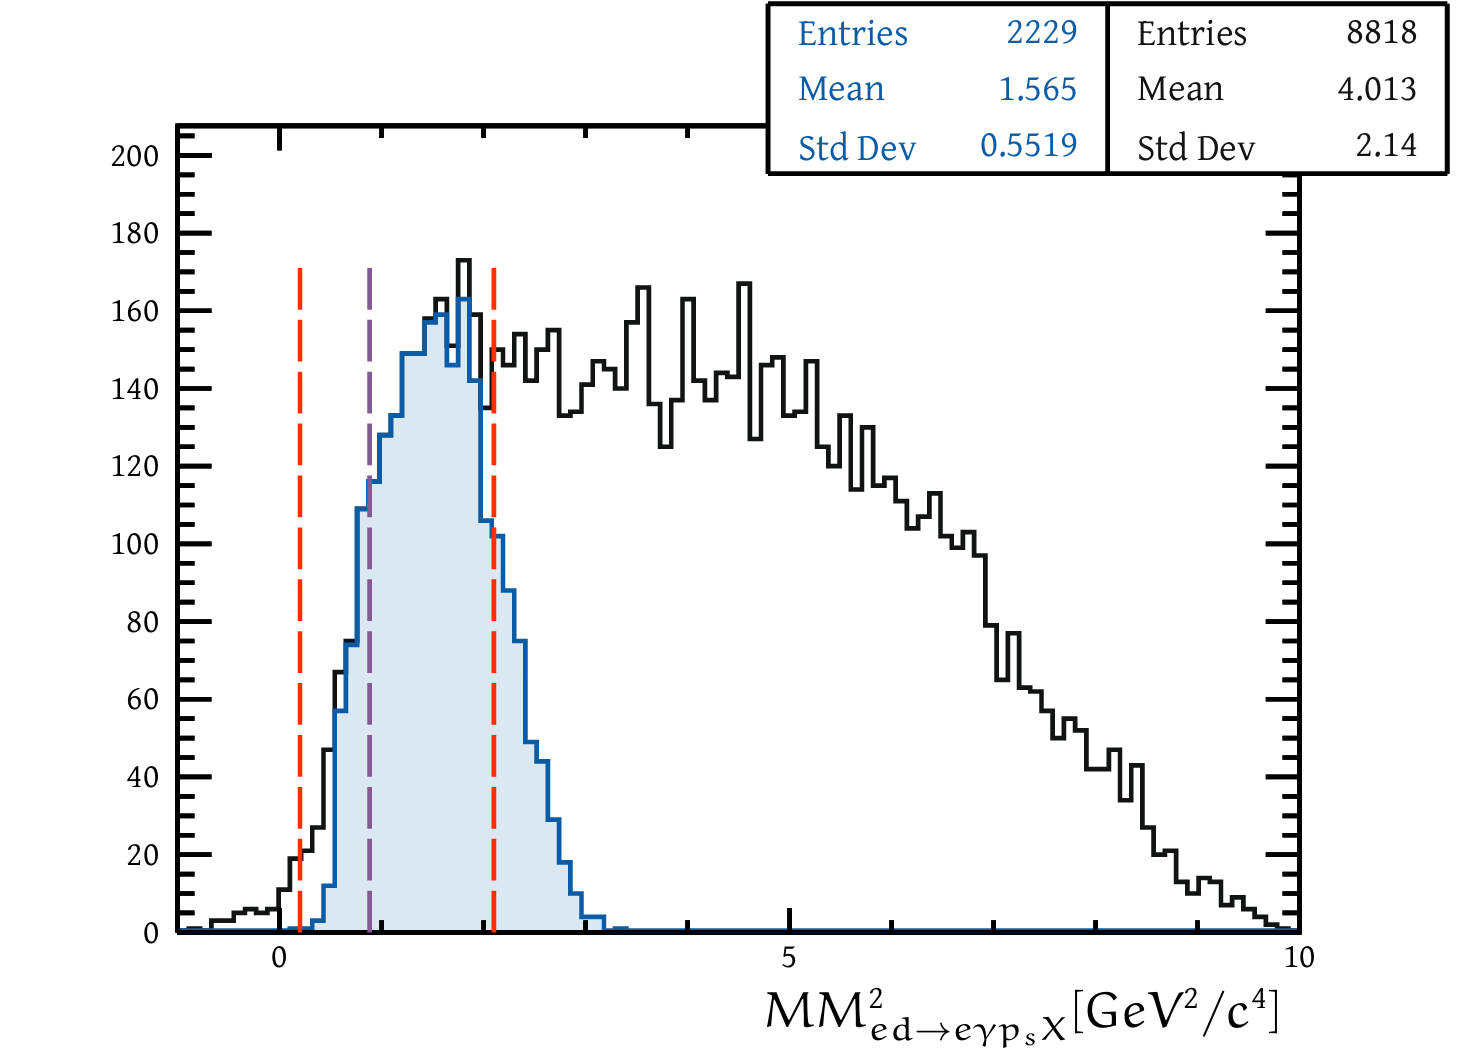 Entries 2229 Entries 8818
Mean 1.565 Mean 4.013
Std Dev 0.5519 Std Dev 2.14
200
180
160
140
120
100
80
60
40
20
0
0 5 10
MM²ed→eγpₛX[GeV²/c⁴]